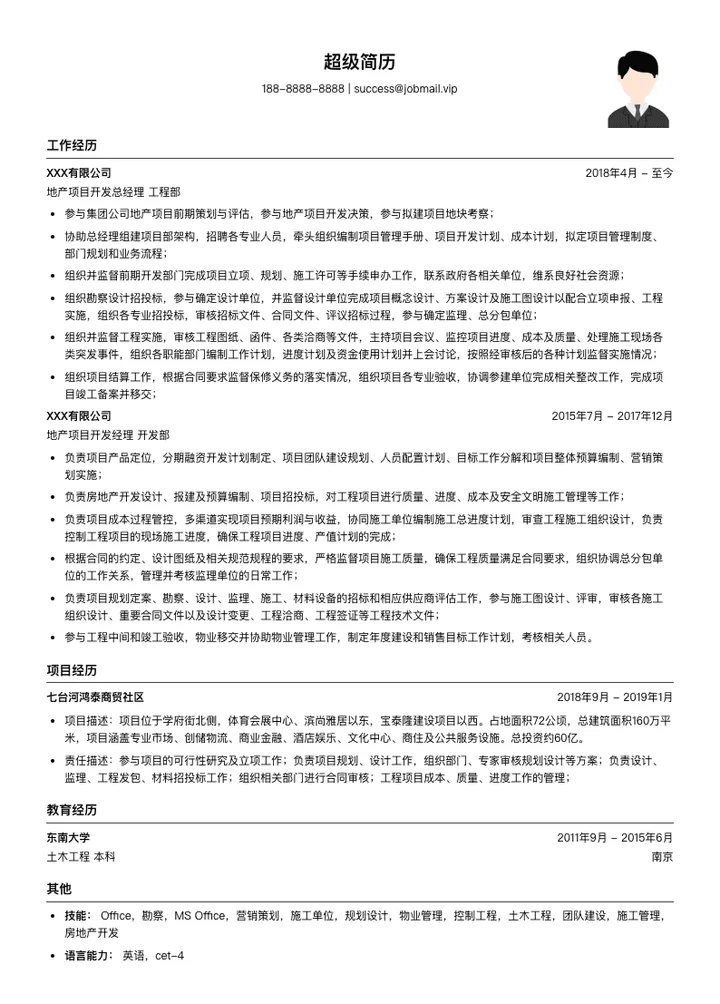 超级简历
188-8888-8888 | success@jobmail.vip
工作经历
XXX有限公司 2018年4月 - 至今
地产项目开发总经理 工程部
• 参与集团公司地产项目前期策划与评估，参与地产项目开发决策，参与拟建项目地块考察；
• 协助总经理组建项目部架构，招聘各专业人员，牵头组织编制项目管理手册、项目开发计划、成本计划，拟定项目管理制度、
部门规划和业务流程；
• 组织并监督前期开发部门完成项目立项、规划、施工许可等手续申办工作，联系政府各相关单位，维系良好社会资源；
• 组织勘察设计招投标，参与确定设计单位，并监督设计单位完成项目概念设计、方案设计及施工图设计以配合立项申报、工程
实施，组织各专业招投标，审核招标文件、合同文件、评议招标过程，参与确定监理、总分包单位；
• 组织并监督工程实施，审核工程图纸、函件、各类洽商等文件，主持项目会议、监控项目进度、成本及质量、处理施工现场各
类突发事件，组织各职能部门编制工作计划，进度计划及资金使用计划并上会讨论，按照经审核后的各种计划监督实施情况；
• 组织项目结算工作，根据合同要求监督保修义务的落实情况，组织项目各专业验收，协调参建单位完成相关整改工作，完成项
目竣工备案并移交；
XXX有限公司 2015年7月 - 2017年12月
地产项目开发经理 开发部
• 负责项目产品定位，分期融资开发计划制定、项目团队建设规划、人员配置计划、目标工作分解和项目整体预算编制、营销策
划实施；
• 负责房地产开发设计、报建及预算编制、项目招投标，对工程项目进行质量、进度、成本及安全文明施工管理等工作；
• 负责项目成本过程管控，多渠道实现项目预期利润与收益，协同施工单位编制施工总进度计划，审查工程施工组织设计，负责
控制工程项目的现场施工进度，确保工程项目进度、产值计划的完成；
• 根据合同的约定、设计图纸及相关规范规程的要求，严格监督项目施工质量，确保工程质量满足合同要求，组织协调总分包单
位的工作关系，管理并考核监理单位的日常工作；
• 负责项目规划定案、勘察、设计、监理、施工、材料设备的招标和相应供应商评估工作，参与施工图设计、评审，审核各施工
组织设计、重要合同文件以及设计变更、工程洽商、工程签证等工程技术文件；
• 参与工程中间和竣工验收，物业移交并协助物业管理工作，制定年度建设和销售目标工作计划，考核相关人员。
项目经历
七台河鸿泰商贸社区 2018年9月 - 2019年1月
• 项目描述：项目位于学府街北侧，体育会展中心、滨尚雅居以东，宝泰隆建设项目以西。占地面积72公顷，总建筑面积160万平
米，项目涵盖专业市场、创储物流、商业金融、酒店娱乐、文化中心、商住及公共服务设施。总投资约60亿。
• 责任描述：参与项目的可行性研究及立项工作；负责项目规划、设计工作，组织部门、专家审核规划设计等方案；负责设计、
监理、工程发包、材料招投标工作；组织相关部门进行合同审核；工程项目成本、质量、进度工作的管理；
教育经历
东南大学 2011年9月 - 2015年6月
土木工程 本科 南京
其他
• 技能： Office，勘察，MS Office，营销策划，施工单位，规划设计，物业管理，控制工程，土木工程，团队建设，施工管理，
房地产开发
• 语言能力： 英语，cet-4